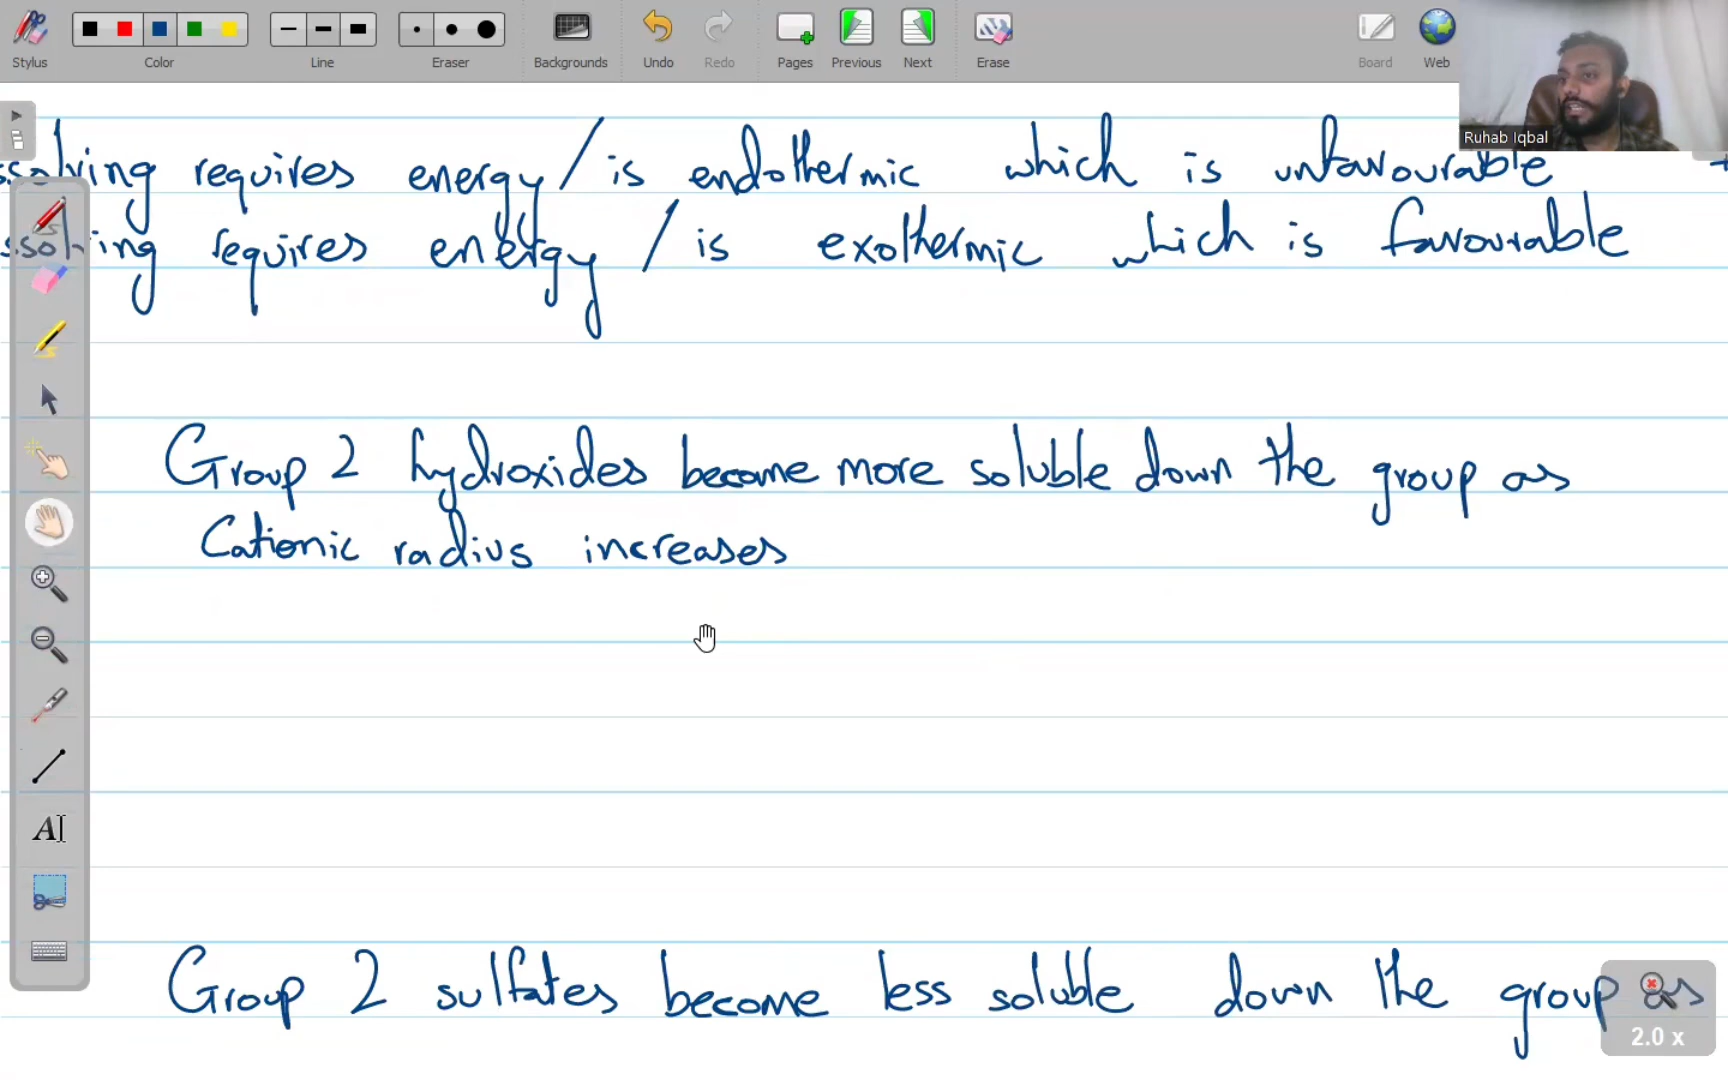 Stylus
Color
Line
Eraser
Backgrounds
Undo
Redo
Pages
Previous
Next
Erase
Board
Web
Ruhab Iqbal
ssolving requires energy / is endothermic which is unfavourable
ssolving requires energy / is exothermic which is favourable
Group 2 hydroxides become more soluble down the group as
Cationic radius increases
Group 2 sulfates become less soluble down the group as
2.0 x